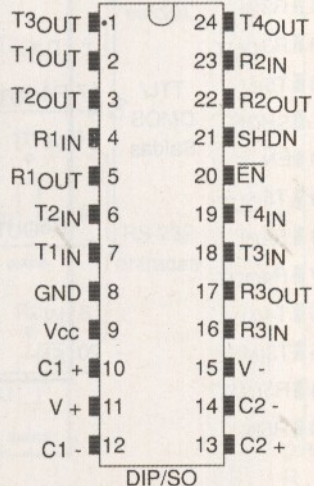 T3OUT 1 24 T4OUT
T1OUT 2 23 R2IN
T2OUT 3 22 R2OUT
R1IN 4 21 SHDN
R1OUT 5 20 EN
T2IN 6 19 T4IN
T1IN 7 18 T3IN
GND 8 17 R3OUT
Vcc 9 16 R3IN
C1 + 10 15 V -
V + 11 14 C2 -
C1 - 12 13 C2 +
DIP/SO